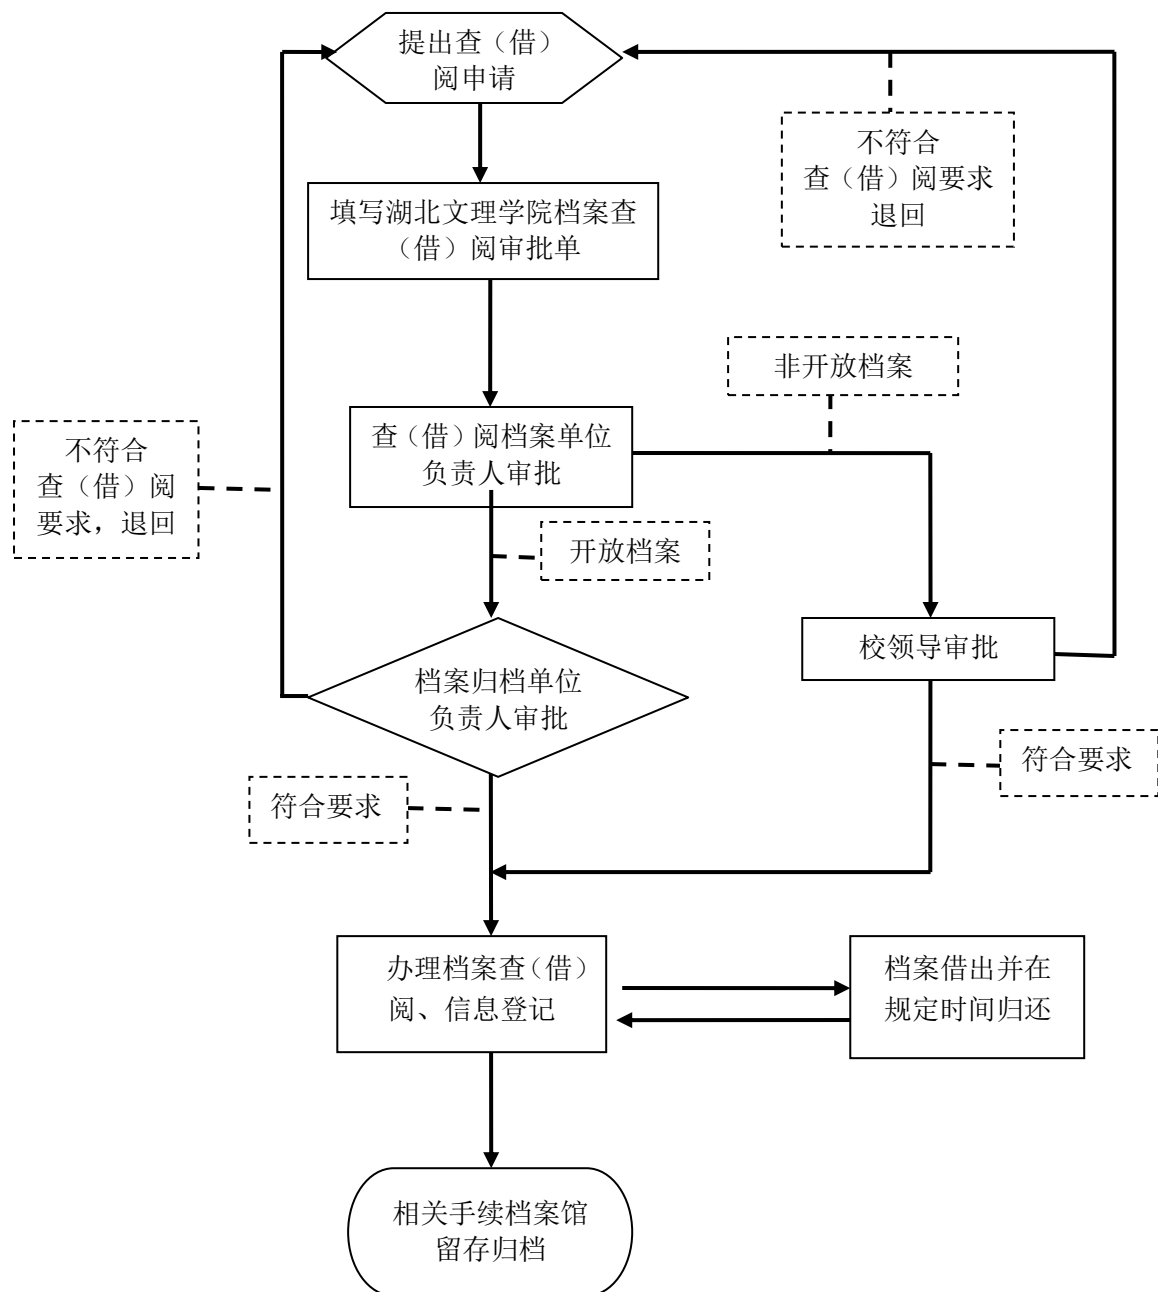 提出查（借）
阅申请
不符合
查（借）阅要求
退回
填写湖北文理学院档案查
（借）阅审批单
非开放档案
查（借）阅档案单位
负责人审批
不符合
查（借）阅
要求，退回
开放档案
校领导审批
档案归档单位
负责人审批
符合要求
符合要求
办理档案查（借）
阅、信息登记
档案借出并在
规定时间归还
相关手续档案馆
留存归档